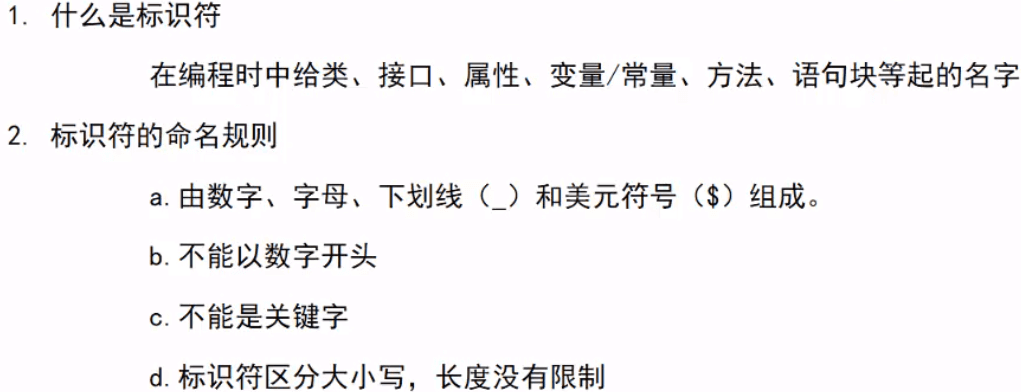 1. 什么是标识符
在编程时中给类、接口、属性、变量/常量、方法、语句块等起的名字
2. 标识符的命名规则
a. 由数字、字母、下划线（_）和美元符号（$）组成。
b. 不能以数字开头
c. 不能是关键字
d. 标识符区分大小写，长度没有限制